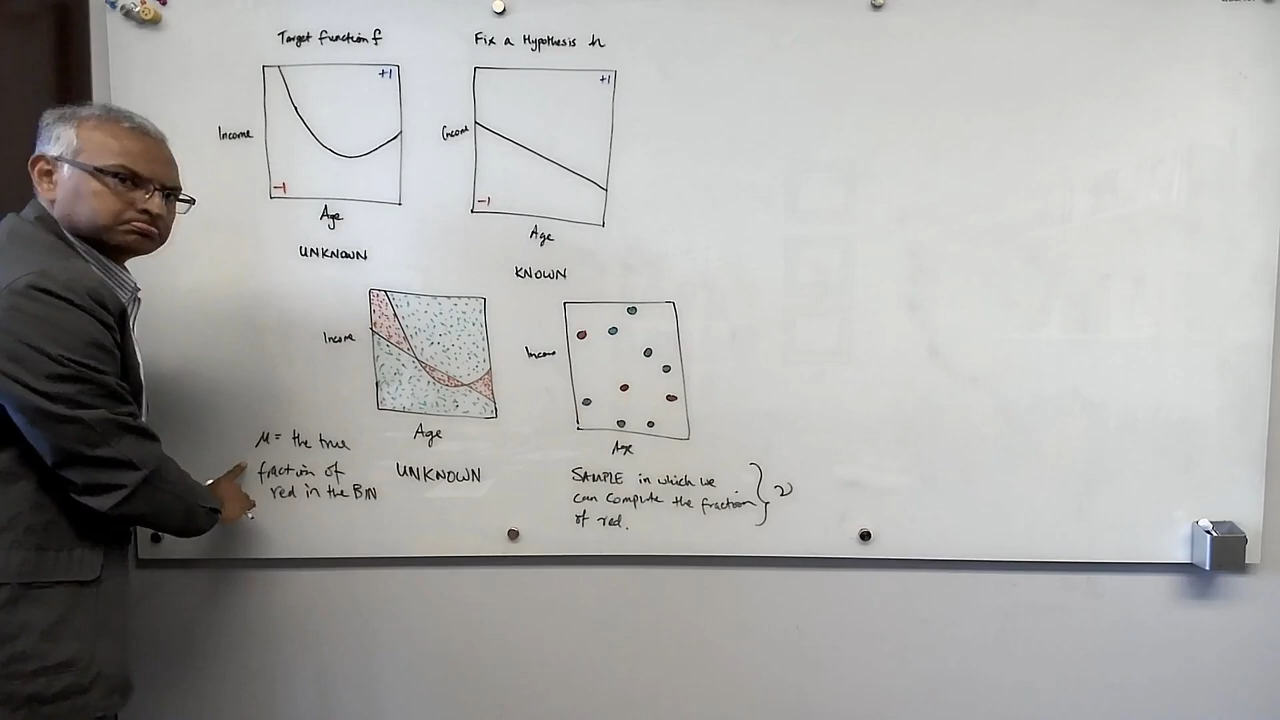 Target function f
Fix a Hypothesis h
+1
+1
Income
Income
-1
-1
Age
Age
UNKNOWN
KNOWN
Income
Income
Age
Age
μ = the true
fraction of
red in the BIN
UNKNOWN
SAMPLE in which we
can compute the fraction
of red.
ν